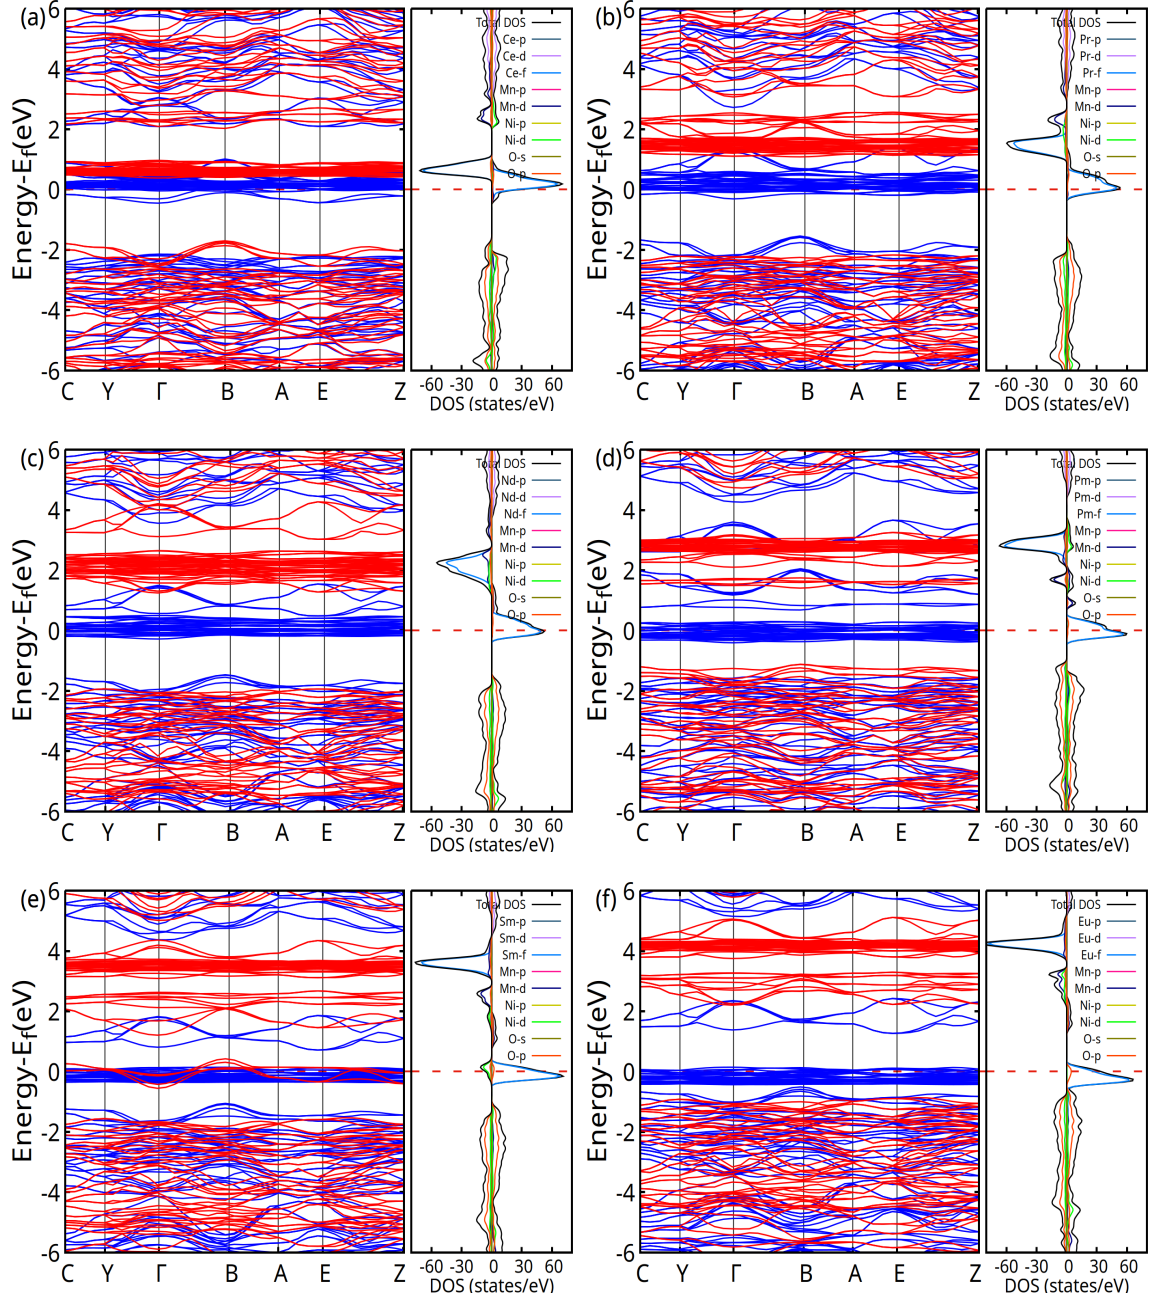 (a)
Energy-Ef(eV)
6
4
2
0
-2
-4
-6
C Y Γ B A E Z
Total DOS
Ce-p
Ce-d
Ce-f
Mn-p
Mn-d
Ni-p
Ni-d
O-s
O-p
-60 -30 0 30 60
DOS (states/eV)
(b)
Energy-Ef(eV)
6
4
2
0
-2
-4
-6
C Y Γ B A E Z
Total DOS
Pr-p
Pr-d
Pr-f
Mn-p
Mn-d
Ni-p
Ni-d
O-s
O-p
-60 -30 0 30 60
DOS (states/eV)
(c)
Energy-Ef(eV)
6
4
2
0
-2
-4
-6
C Y Γ B A E Z
Total DOS
Nd-p
Nd-d
Nd-f
Mn-p
Mn-d
Ni-p
Ni-d
O-s
O-p
-60 -30 0 30 60
DOS (states/eV)
(d)
Energy-Ef(eV)
6
4
2
0
-2
-4
-6
C Y Γ B A E Z
Total DOS
Pm-p
Pm-d
Pm-f
Mn-p
Mn-d
Ni-p
Ni-d
O-s
O-p
-60 -30 0 30 60
DOS (states/eV)
(e)
Energy-Ef(eV)
6
4
2
0
-2
-4
-6
C Y Γ B A E Z
Total DOS
Sm-p
Sm-d
Sm-f
Mn-p
Mn-d
Ni-p
Ni-d
O-s
O-p
-60 -30 0 30 60
DOS (states/eV)
(f)
Energy-Ef(eV)
6
4
2
0
-2
-4
-6
C Y Γ B A E Z
Total DOS
Eu-p
Eu-d
Eu-f
Mn-p
Mn-d
Ni-p
Ni-d
O-s
O-p
-60 -30 0 30 60
DOS (states/eV)